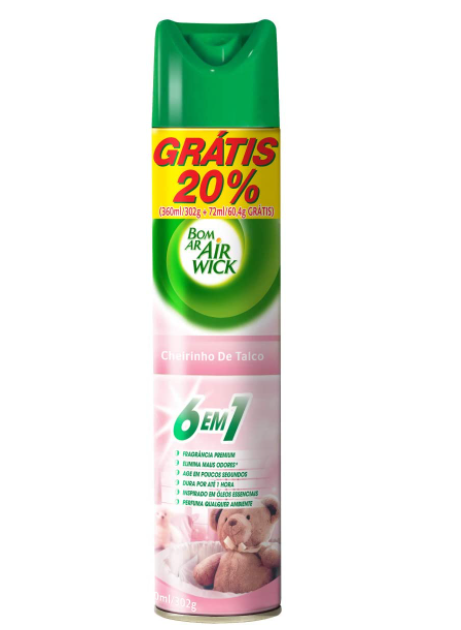 GRÁTIS
20%
(360ml/302g + 72ml/60,4g GRÁTIS)
BOM
AR AIR
WICK
Cheirinho De Talco
6 EM 1
FRAGRÂNCIA PREMIUM
ELIMINA MAUS ODORES*
AGE EM POUCOS SEGUNDOS
DURA POR ATÉ 1 HORA
INSPIRADO EM ÓLEOS ESSENCIAIS
PERFUMA QUALQUER AMBIENTE
0ml/302g